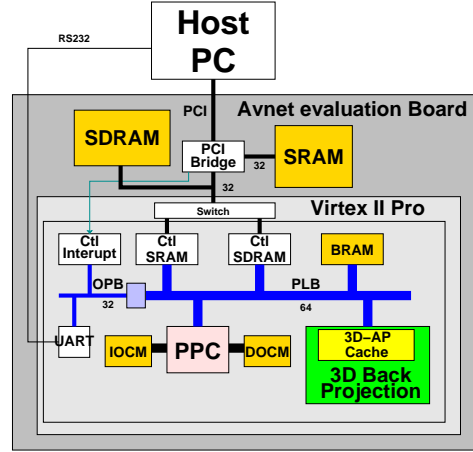 Host
PC
RS232
PCI
Avnet evaluation Board
SDRAM
PCI
Bridge
32
SRAM
32
Switch
Virtex II Pro
Ctl
Interupt
Ctl
SRAM
Ctl
SDRAM
BRAM
OPB
32
PLB
64
UART
IOCM
PPC
DOCM
3D-AP
Cache
3D Back
Projection